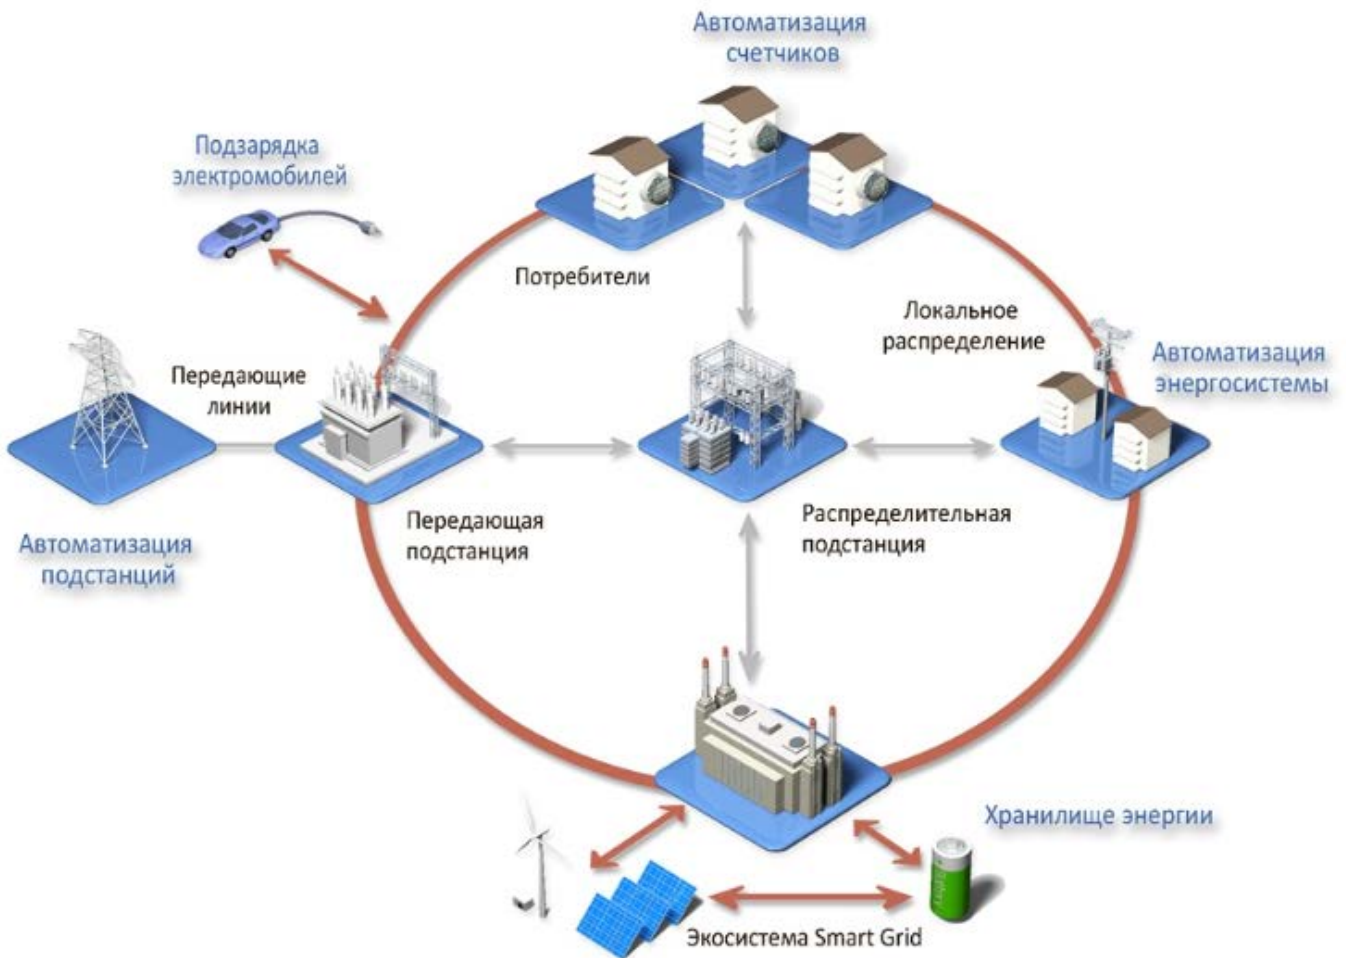 Автоматизация
счетчиков
Подзарядка
электромобилей
Потребители
Локальное
распределение
Автоматизация
энергосистемы
Передающие
линии
Передающая
подстанция
Распределительная
подстанция
Автоматизация
подстанций
Хранилище энергии
Экосистема Smart Grid